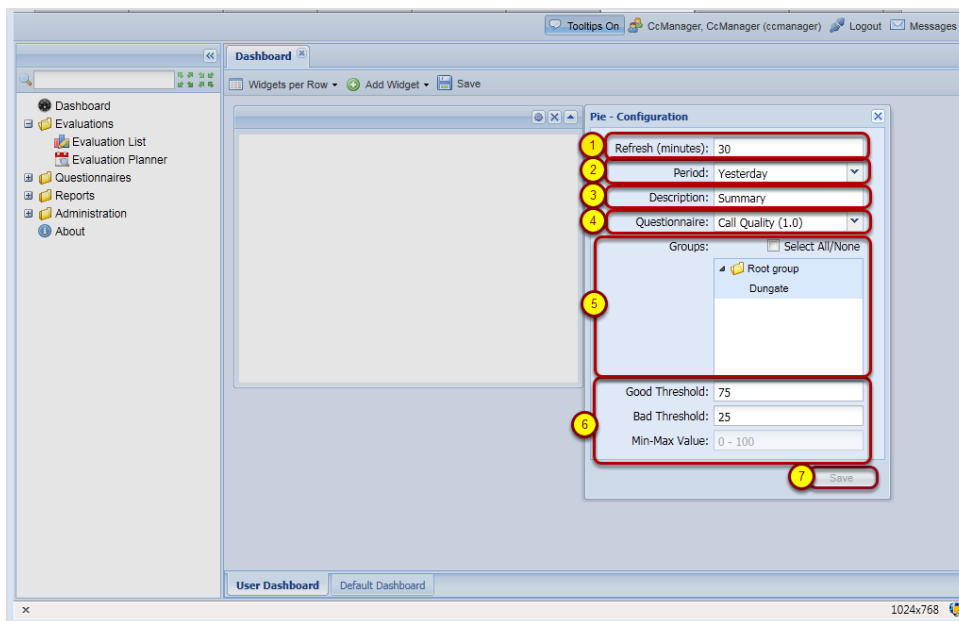 Tooltips On CcManager, CcManager (ccmanager) Logout Messages
Dashboard
Widgets per Row Add Widget Save
Dashboard
Evaluations
Evaluation List
Evaluation Planner
Questionnaires
Reports
Administration
About
Pie - Configuration
1 Refresh (minutes): 30
2 Period: Yesterday
3 Description: Summary
4 Questionnaire: Call Quality (1.0)
Groups: Select All/None
Root group
Dungate
5
Good Threshold: 75
Bad Threshold: 25
6
Min-Max Value: 0 - 100
7 Save
User Dashboard Default Dashboard
x 1024x768